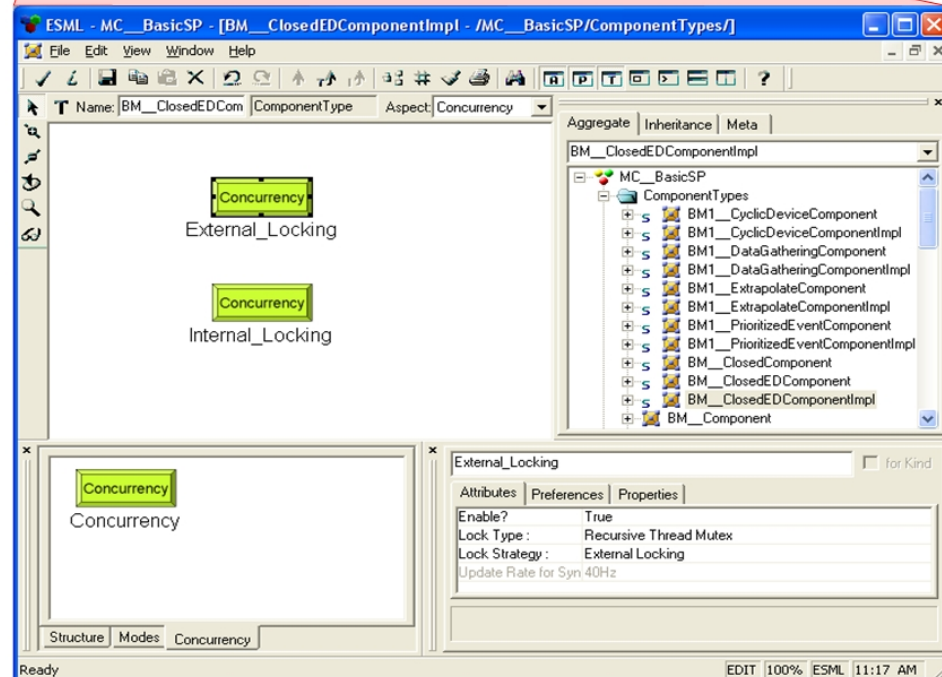 ESML - MC__BasicSP - [BM__ClosedEDComponentImpl - /MC__BasicSP/ComponentTypes/]
File Edit View Window Help
A P T ?
T Name: BM__ClosedEDCom ComponentType Aspect: Concurrency
Aggregate Inheritance Meta
BM__ClosedEDComponentImpl
MC__BasicSP
ComponentTypes
S BM1__CyclicDeviceComponent
S BM1__CyclicDeviceComponentImpl
S BM1__DataGatheringComponent
S BM1__DataGatheringComponentImpl
S BM1__ExtrapolateComponent
S BM1__ExtrapolateComponentImpl
S BM1__PrioritizedEventComponent
S BM1__PrioritizedEventComponentImpl
S BM__ClosedComponent
S BM__ClosedEDComponent
S BM__ClosedEDComponentImpl
BM__Component
Concurrency
External_Locking
Concurrency
Internal_Locking
Concurrency
Concurrency
Structure Modes Concurrency
External_Locking for Kind
Attributes Preferences Properties
Enable? True
Lock Type : Recursive Thread Mutex
Lock Strategy : External Locking
Update Rate for Syn 40Hz
Ready EDIT 100% ESML 11:17 AM